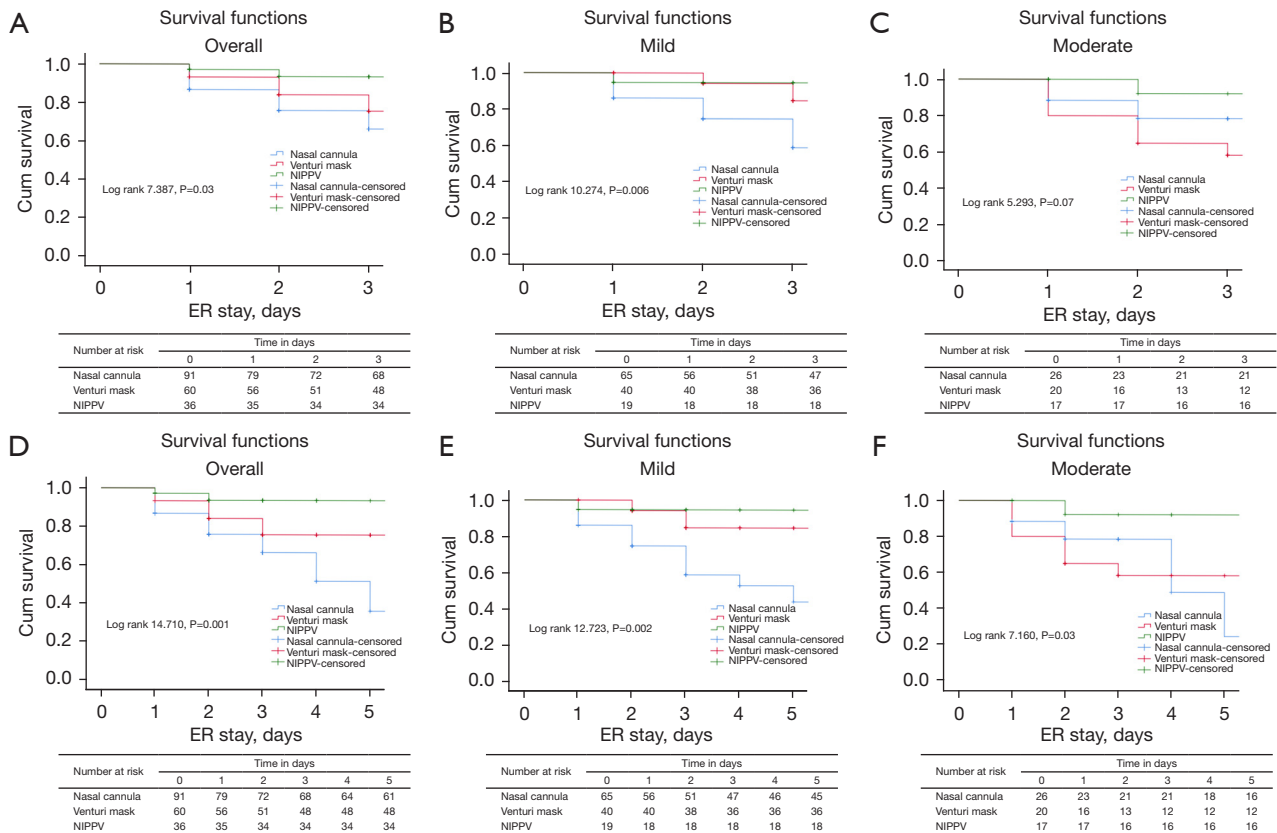 A
Survival functions
Overall
Cum survival
1.0
0.8
0.6
0.4
0.2
0.0
Nasal cannula
Venturi mask
NIPPV
Nasal cannula-censored
Venturi mask-censored
NIPPV-censored
Log rank 7.387, P=0.03
0 1 2 3
ER stay, days
Number at risk Time in days
0 1 2 3
Nasal cannula 91 79 72 68
Venturi mask 60 56 51 48
NIPPV 36 35 34 34
B
Survival functions
Mild
Cum survival
1.0
0.8
0.6
0.4
0.2
0.0
Nasal cannula
Venturi mask
NIPPV
Nasal cannula-censored
Venturi mask-censored
NIPPV-censored
Log rank 10.274, P=0.006
0 1 2 3
ER stay, days
Number at risk Time in days
0 1 2 3
Nasal cannula 65 56 51 47
Venturi mask 40 40 38 36
NIPPV 19 18 18 18
C
Survival functions
Moderate
Cum survival
1.0
0.8
0.6
0.4
0.2
0.0
Nasal cannula
Venturi mask
NIPPV
Nasal cannula-censored
Venturi mask-censored
NIPPV-censored
Log rank 5.293, P=0.07
0 1 2 3
ER stay, days
Number at risk Time in days
0 1 2 3
Nasal cannula 26 23 21 21
Venturi mask 20 16 13 12
NIPPV 17 17 16 16
D
Survival functions
Overall
Cum survival
1.0
0.8
0.6
0.4
0.2
0.0
Nasal cannula
Venturi mask
NIPPV
Nasal cannula-censored
Venturi mask-censored
NIPPV-censored
Log rank 14.710, P=0.001
0 1 2 3 4 5
ER stay, days
Number at risk Time in days
0 1 2 3 4 5
Nasal cannula 91 79 72 68 64 61
Venturi mask 60 56 51 48 48 48
NIPPV 36 35 34 34 34 34
E
Survival functions
Mild
Cum survival
1.0
0.8
0.6
0.4
0.2
0.0
Nasal cannula
Venturi mask
NIPPV
Nasal cannula-censored
Venturi mask-censored
NIPPV-censored
Log rank 12.723, P=0.002
0 1 2 3 4 5
ER stay, days
Number at risk Time in days
0 1 2 3 4 5
Nasal cannula 65 56 51 47 46 45
Venturi mask 40 40 38 36 36 36
NIPPV 19 18 18 18 18 18
F
Survival functions
Moderate
Cum survival
1.0
0.8
0.6
0.4
0.2
0.0
Nasal cannula
Venturi mask
NIPPV
Nasal cannula-censored
Venturi mask-censored
NIPPV-censored
Log rank 7.160, P=0.03
0 1 2 3 4 5
ER stay, days
Number at risk Time in days
0 1 2 3 4 5
Nasal cannula 26 23 21 21 18 16
Venturi mask 20 16 13 12 12 12
NIPPV 17 17 16 16 16 16